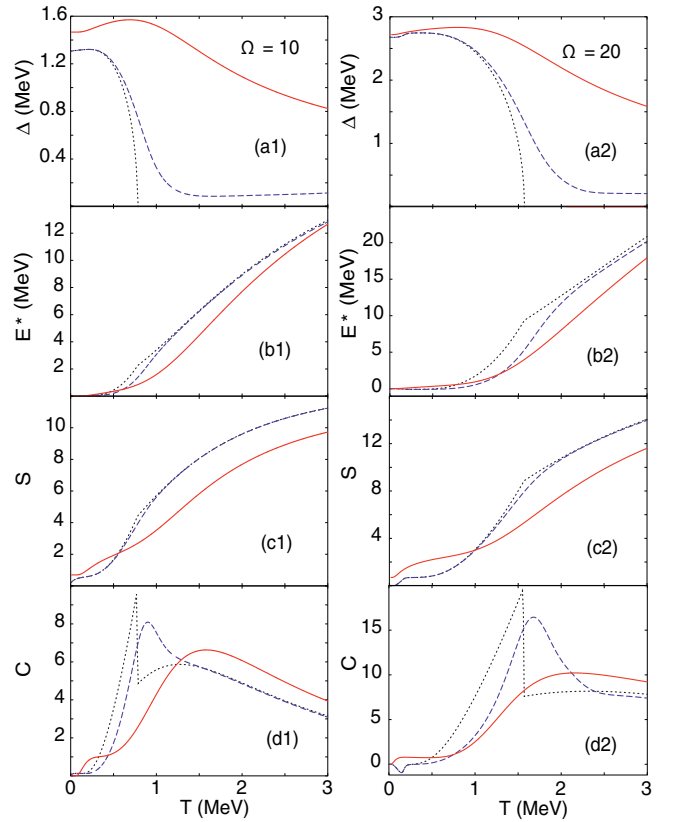 1.6
1.2
0.8
0.4
Δ (MeV)
Ω = 10
(a1)
3
2
1
Δ (MeV)
Ω = 20
(a2)
12
10
8
6
4
2
E* (MeV)
(b1)
20
15
10
5
0
E* (MeV)
(b2)
10
8
6
4
2
S
(c1)
12
8
4
0
S
(c2)
8
6
4
2
C
(d1)
0 1 2 3
T (MeV)
15
10
5
0
C
(d2)
0 1 2 3
T (MeV)